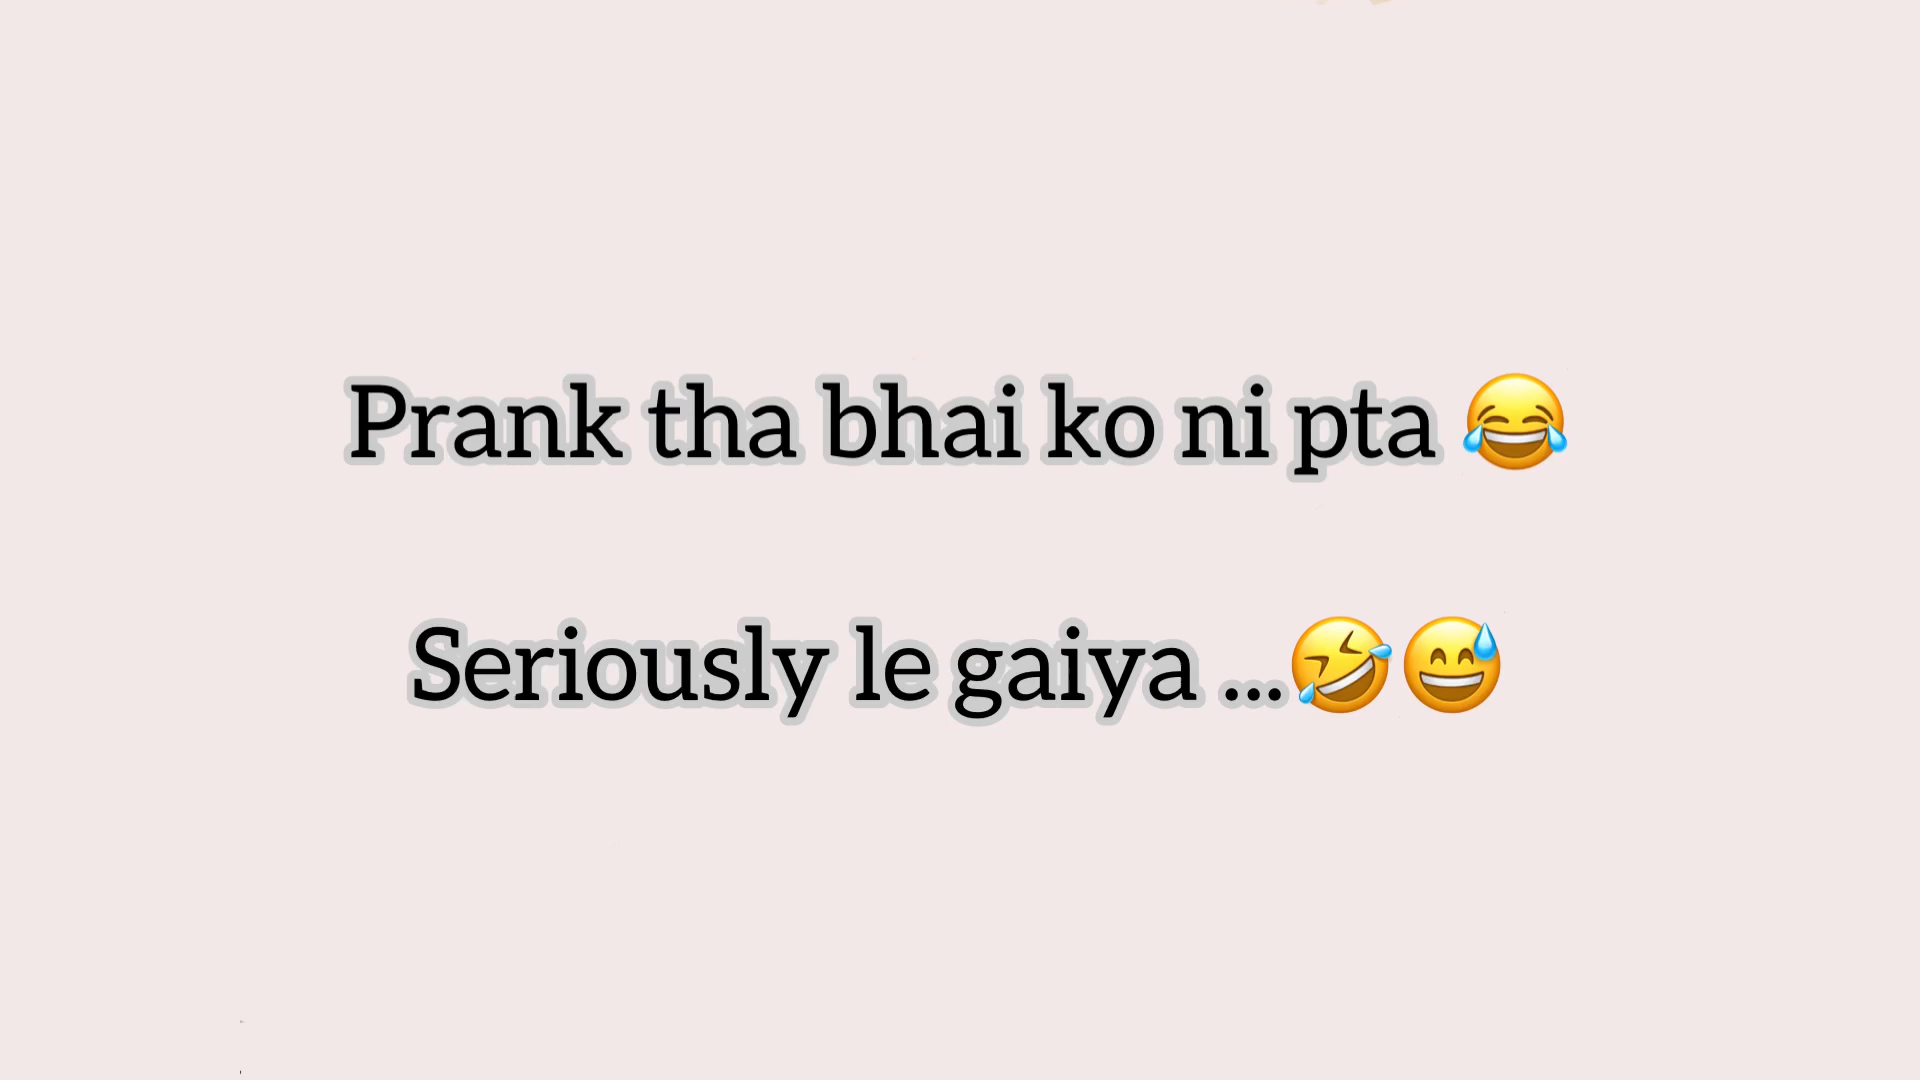 Prank tha bhai ko ni pta 😂
Seriously le gaiya ...🤣😅